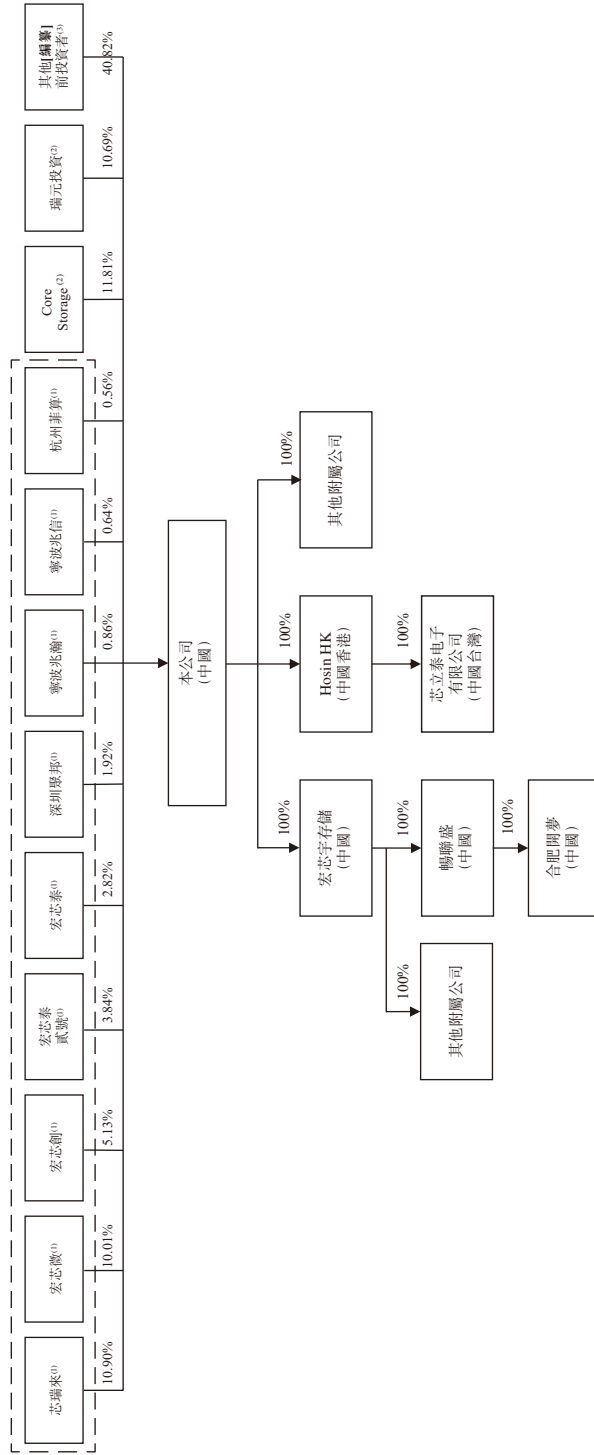 芯瑞來(1)
宏芯微(1)
宏芯創(1)
宏芯泰
貳號(1)
宏芯泰(1)
深圳聚邦(1)
寧波兆瀚(1)
寧波兆信(1)
杭州菲算(1)
Core
Storage (2)
瑞元投資(2)
其他[編纂]
前投資者(3)
10.90%
10.01%
5.13%
3.84%
2.82%
1.92%
0.86%
0.64%
0.56%
11.81%
10.69%
40.82%
本公司
(中國)
100%
100%
100%
宏芯宇存儲
(中國)
Hosin HK
(中國香港)
其他附屬公司
100%
100%
100%
其他附屬公司
暢聯盛
(中國)
芯立泰电子
有限公司
(中國台灣)
100%
合肥開夢
(中國)